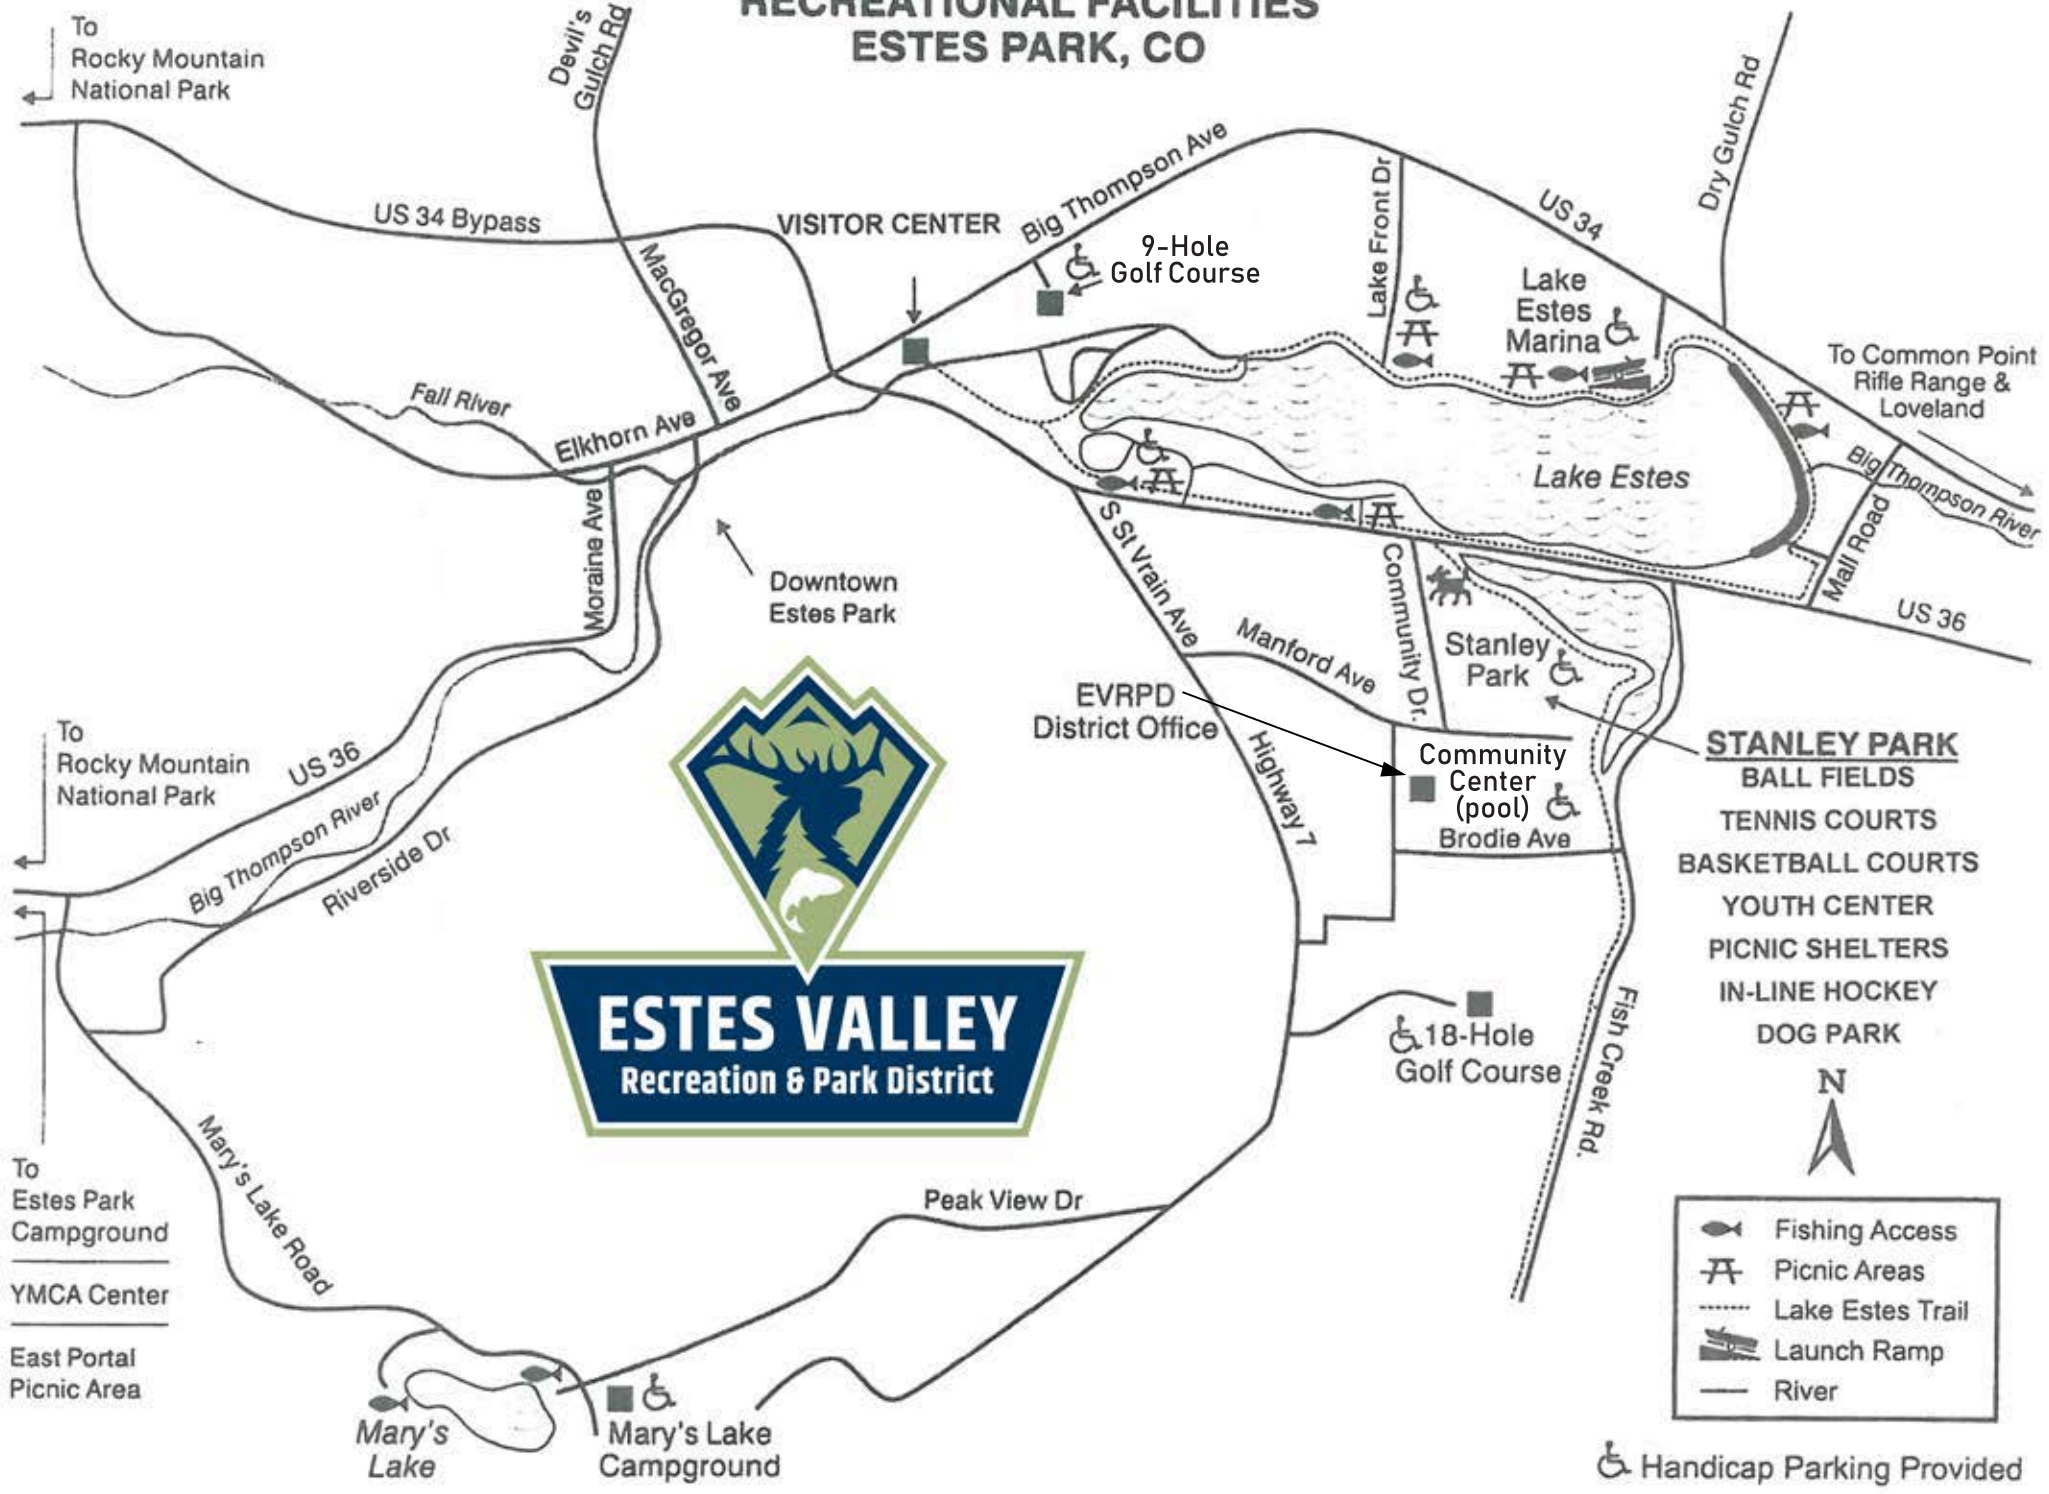 RECREATIONAL FACILITIES
ESTES PARK, CO
To
Rocky Mountain
National Park
Devil's
Gulch Rd
US 34 Bypass
MacGregor Ave
VISITOR CENTER
Big Thompson Ave
9-Hole
Golf Course
Lake Front Dr
US 34
Dry Gulch Rd
Lake
Estes
Marina
To Common Point
Rifle Range &
Loveland
Fall River
Elkhorn Ave
Moraine Ave
Downtown
Estes Park
Lake Estes
Big Thompson River
Mall Road
US 36
S St Vrain Ave
Manford Ave
Community Dr.
Stanley
Park
EVRPD
District Office
Highway 7
Community
Center
(pool)
Brodie Ave
STANLEY PARK
BALL FIELDS
TENNIS COURTS
BASKETBALL COURTS
YOUTH CENTER
PICNIC SHELTERS
IN-LINE HOCKEY
DOG PARK
To
Rocky Mountain
National Park
US 36
Big Thompson River
Riverside Dr
ESTES VALLEY
Recreation & Park District
18-Hole
Golf Course
Fish Creek Rd.
N
To
Estes Park
Campground
YMCA Center
East Portal
Picnic Area
Mary's Lake Road
Peak View Dr
Mary's
Lake
Mary's Lake
Campground
Fishing Access
Picnic Areas
Lake Estes Trail
Launch Ramp
River
Handicap Parking Provided